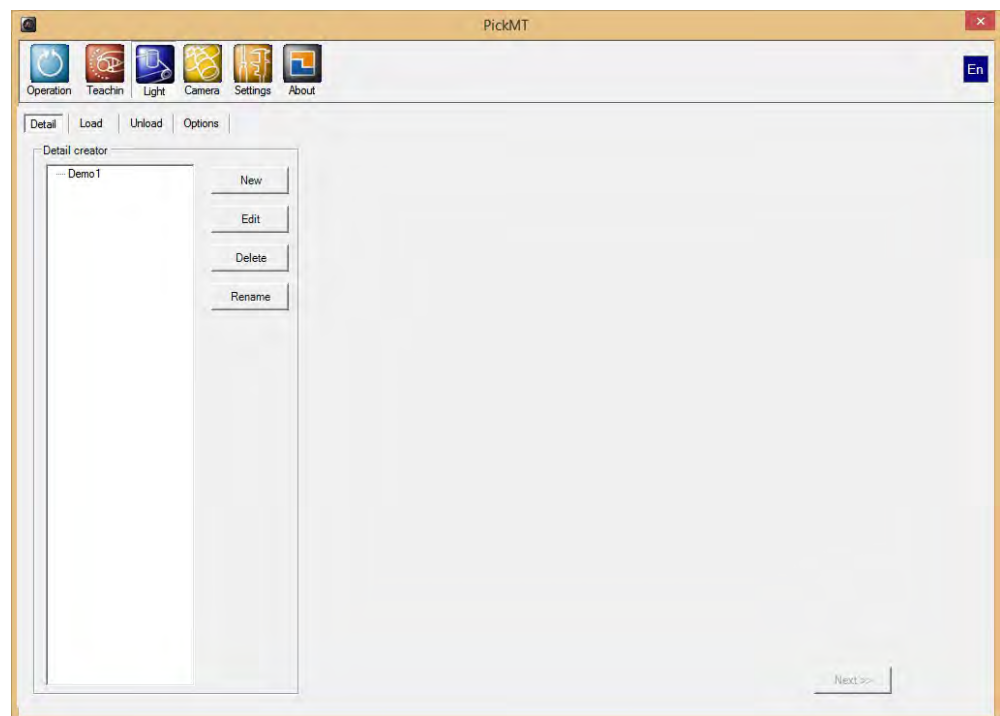 PickMT
Operation Teachin Light Camera Settings About
En
Detail Load Unload Options
Detail creator
Demo1
New
Edit
Delete
Rename
Next >>